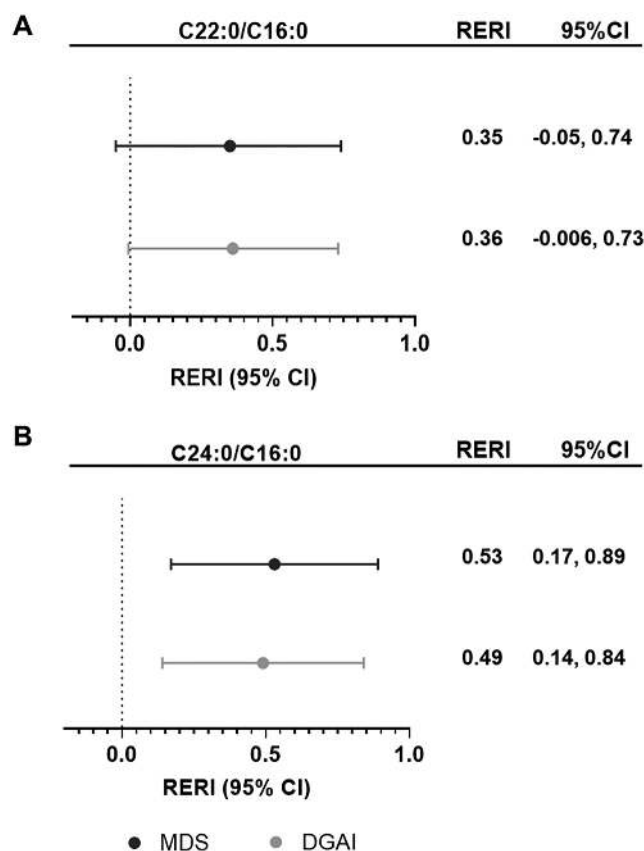 A
C22:0/C16:0 RERI 95%CI
0.35 -0.05, 0.74
0.36 -0.006, 0.73
0.0 0.5 1.0
RERI (95% CI)
B
C24:0/C16:0 RERI 95%CI
0.53 0.17, 0.89
0.49 0.14, 0.84
0.0 0.5 1.0
RERI (95% CI)
MDS DGAI